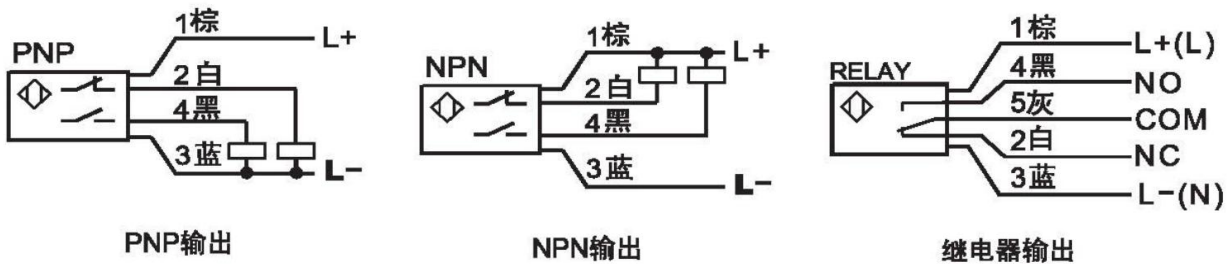 PNP
1棕
L+
2白
4黑
3蓝
L-
PNP输出
NPN
1棕
L+
2白
4黑
3蓝
L-
NPN输出
RELAY
1棕
L+(L)
4黑
NO
5灰
COM
2白
NC
3蓝
L-(N)
继电器输出